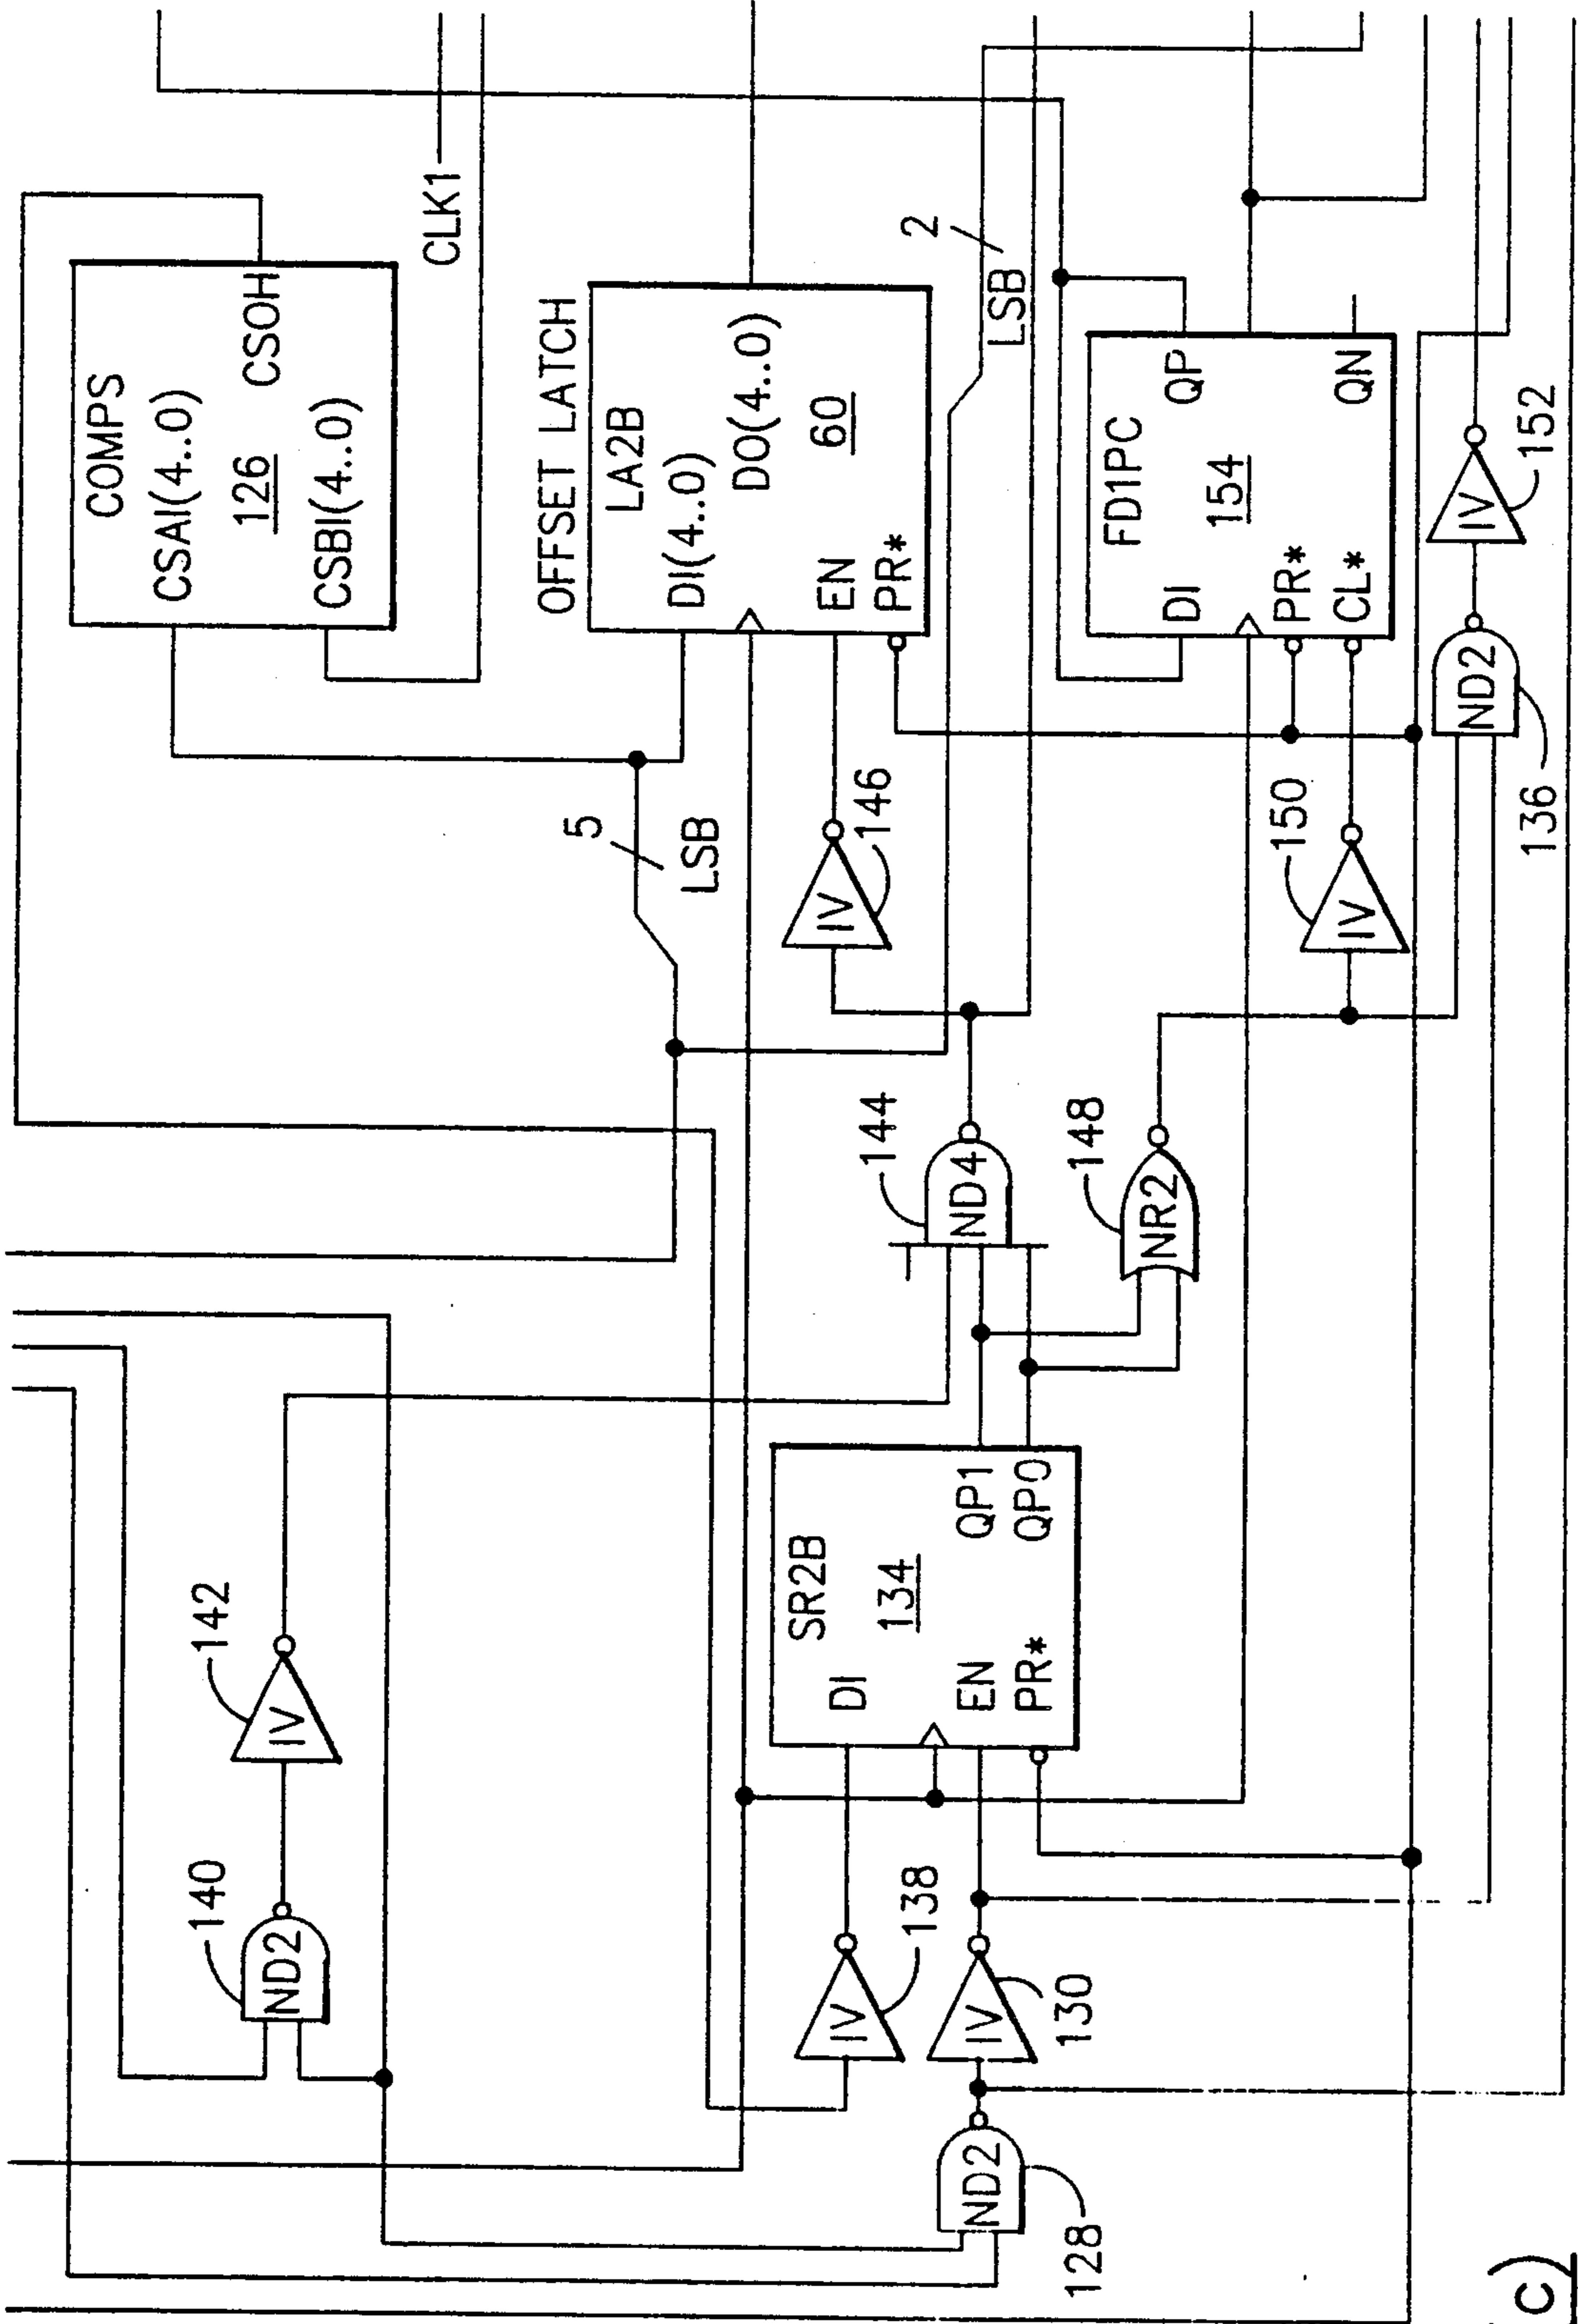 COMPS
CSAI(4..0)
126
CSOH
CSBI(4..0)
CLK1
OFFSET LATCH
LA2B
DI(4..0)
DO(4..0)
60
EN
PR*
5
LSB
2
LSB
IV
146
FD1PC
DI
QP
154
PR*
CL*
QN
IV
150
ND2
136
IV
152
ND4
144
NR2
148
142
IV
140
ND2
SR2B
DI
134
EN
QP1
PR*
QP0
IV
138
IV
130
ND2
128
C)